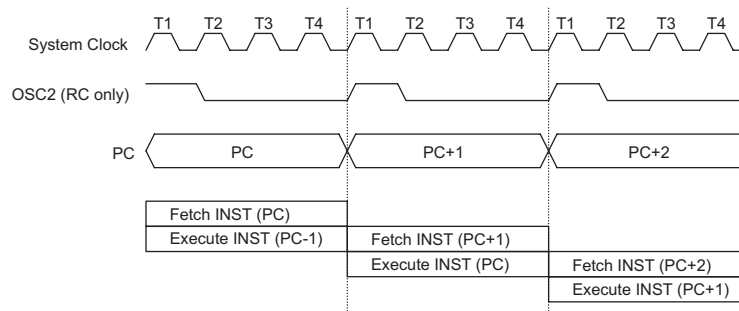 T1 T2 T3 T4 T1 T2 T3 T4 T1 T2 T3 T4
System Clock
OSC2 (RC only)
PC PC PC+1 PC+2
Fetch INST (PC)
Execute INST (PC-1) Fetch INST (PC+1)
Execute INST (PC) Fetch INST (PC+2)
Execute INST (PC+1)